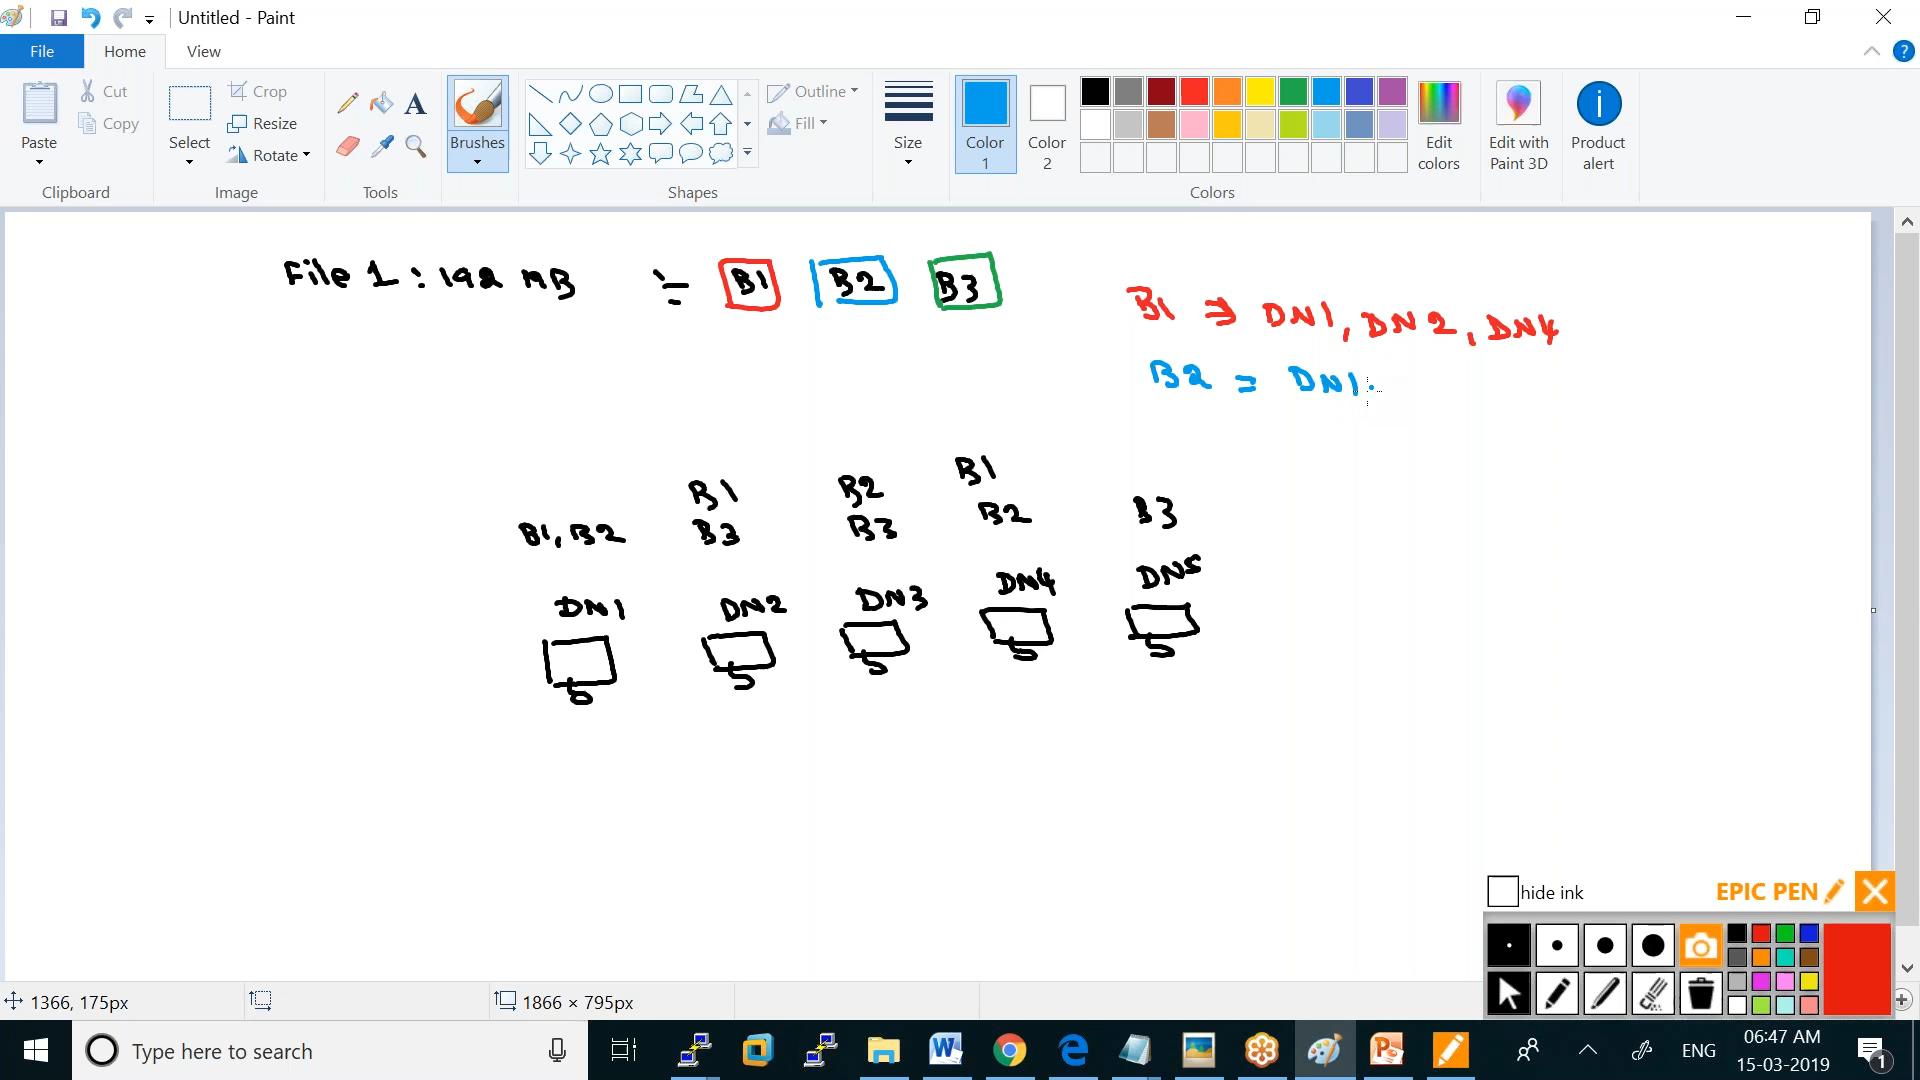 Untitled - Paint
File Home View
Paste Cut Copy Clipboard
Select Crop Resize Rotate Image
Tools
Brushes
Shapes Outline Fill
Size
Color 1 Color 2
Colors
Edit colors
Edit with Paint 3D
Product alert
File 1 : 192 MB := B1 B2 B3
B1 ⇒ DN1, DN2, DN4
B2 = DN1
B1 B2 B1
B1, B2 B3 B3 B2 B3
DN1 DN2 DN3 DN4 DN5
hide ink EPIC PEN
1366, 175px 1866 × 795px
Type here to search
ENG 06:47 AM
15-03-2019
1